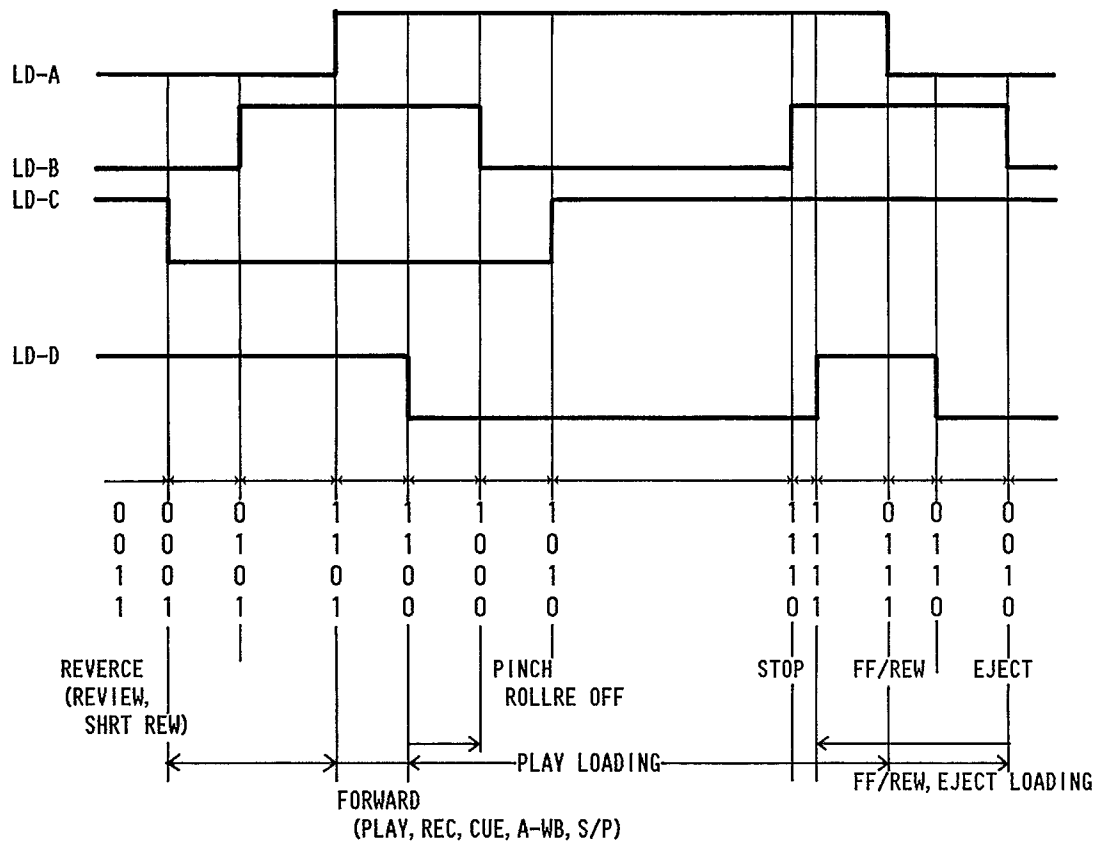 LD-A
LD-B
LD-C
LD-D
0 0 0 1 1 1 1 1 1 0 0 0
0 0 1 1 1 0 0 1 1 1 1 0
1 0 0 0 0 0 1 1 1 1 1 1
1 1 1 1 0 0 0 0 1 1 0 0
REVERCE PINCH STOP FF/REW EJECT
(REVIEW, ROLLRE OFF
SHRT REW)
PLAY LOADING
FF/REW, EJECT LOADING
FORWARD
(PLAY, REC, CUE, A-WB, S/P)